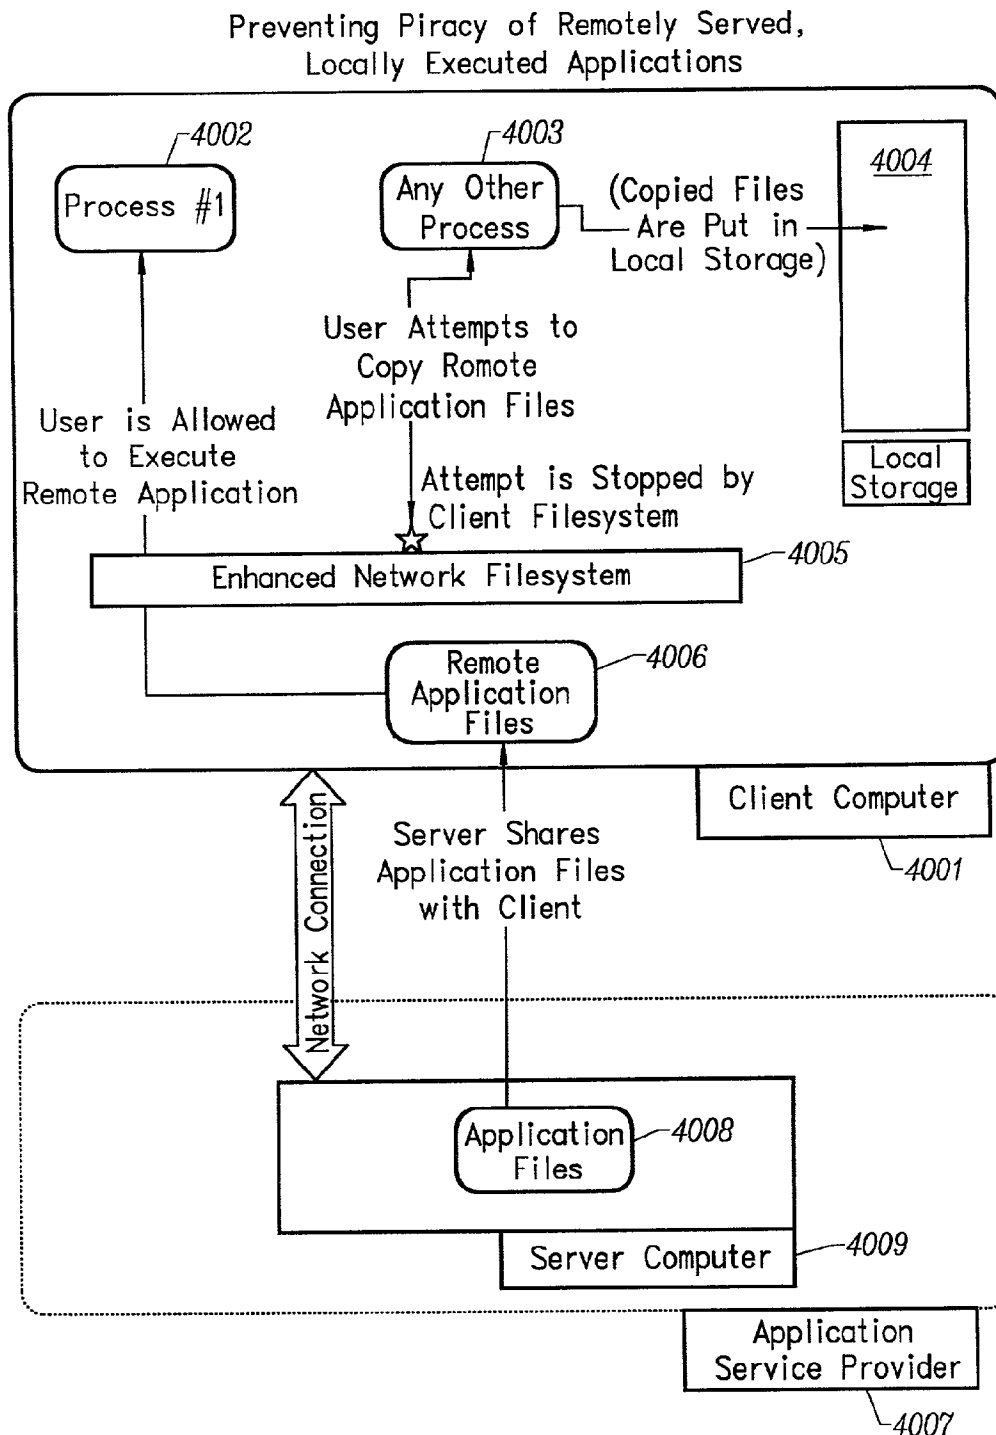 Preventing Piracy of Remotely Served,
Locally Executed Applications
4002
Process #1
4003
Any Other
Process
(Copied Files
Are Put in
Local Storage)
4004
Local
Storage
User Attempts to
Copy Romote
Application Files
User is Allowed
to Execute
Remote Application
Attempt is Stopped by
Client Filesystem
Enhanced Network Filesystem
4005
Remote
Application
Files
4006
Client Computer
4001
Network Connection
Server Shares
Application Files
with Client
Application
Files
4008
Server Computer
4009
Application
Service Provider
4007